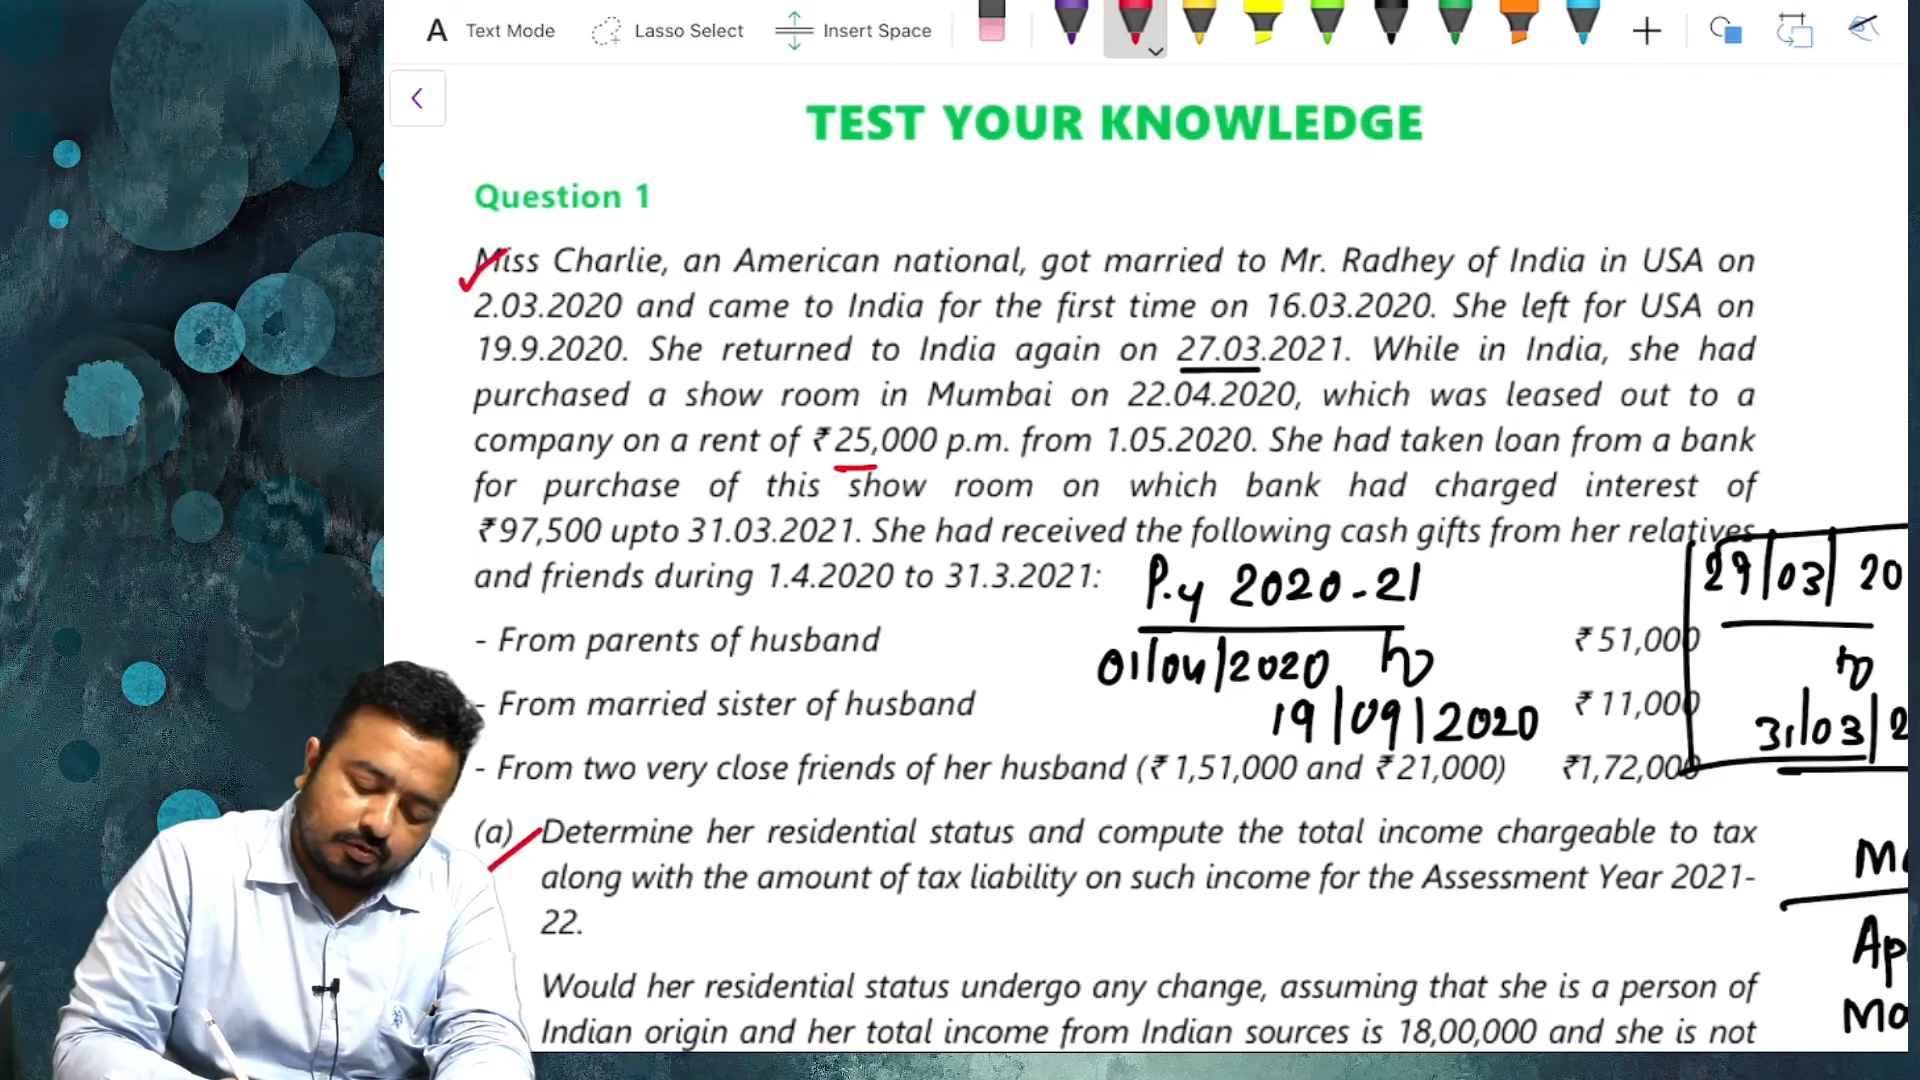 A Text Mode Lasso Select Insert Space
TEST YOUR KNOWLEDGE
Question 1
Miss Charlie, an American national, got married to Mr. Radhey of India in USA on
2.03.2020 and came to India for the first time on 16.03.2020. She left for USA on
19.9.2020. She returned to India again on 27.03.2021. While in India, she had
purchased a show room in Mumbai on 22.04.2020, which was leased out to a
company on a rent of ₹ 25,000 p.m. from 1.05.2020. She had taken loan from a bank
for purchase of this show room on which bank had charged interest of
₹ 97,500 upto 31.03.2021. She had received the following cash gifts from her relatives
and friends during 1.4.2020 to 31.3.2021:
P.y 2020-21
27/03/ 20
- From parents of husband ₹ 51,000
01/04/2020 to
to
- From married sister of husband ₹ 11,000
19/09/2020
31/03/2
- From two very close friends of her husband (₹ 1,51,000 and ₹ 21,000) ₹1,72,000
(a) Determine her residential status and compute the total income chargeable to tax
along with the amount of tax liability on such income for the Assessment Year 2021-
22.
Ap
Would her residential status undergo any change, assuming that she is a person of
Indian origin and her total income from Indian sources is 18,00,000 and she is not